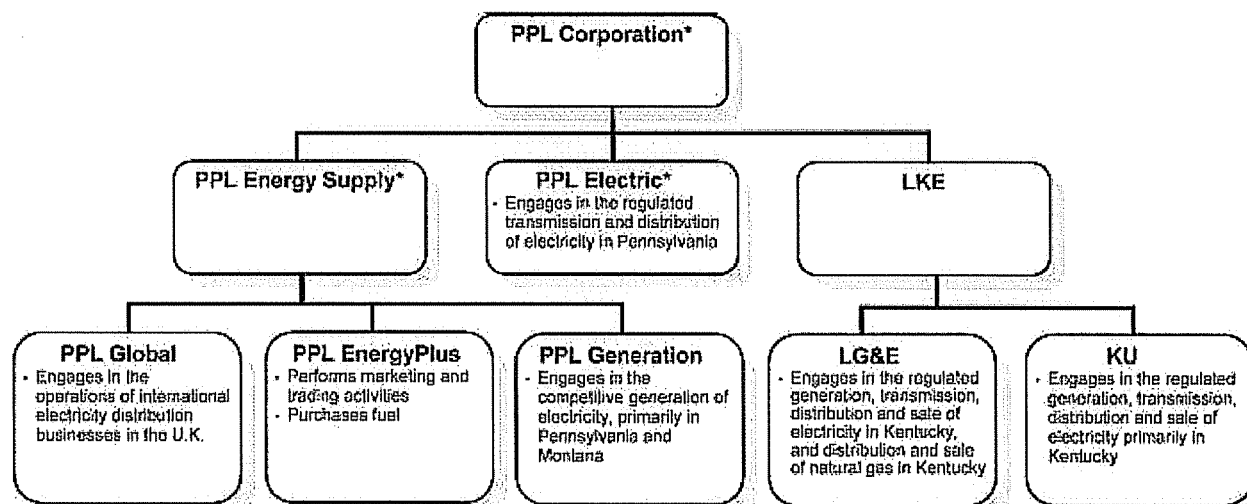 PPL Corporation*
PPL Energy Supply*
PPL Electric*
- Engages in the regulated
transmission and distribution
of electricity in Pennsylvania
LKE
PPL Global
- Engages in the
operations of international
electricity distribution
businesses in the U.K.
PPL EnergyPlus
- Performs marketing and
trading activities
- Purchases fuel
PPL Generation
- Engages in the
competitive generation of
electricity, primarily in
Pennsylvania and
Montana
LG&E
- Engages in the regulated
generation, transmission,
distribution and sale of
electricity in Kentucky,
and distribution and sale
of natural gas in Kentucky
KU
- Engages in the regulated
generation, transmission,
distribution and sale of
electricity primarily in
Kentucky